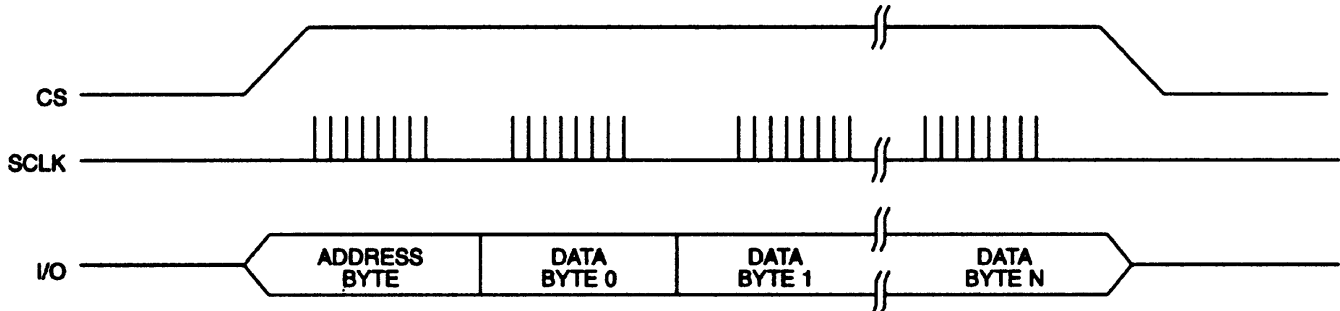 CS
SCLK
I/O
ADDRESS
BYTE
DATA
BYTE 0
DATA
BYTE 1
DATA
BYTE N